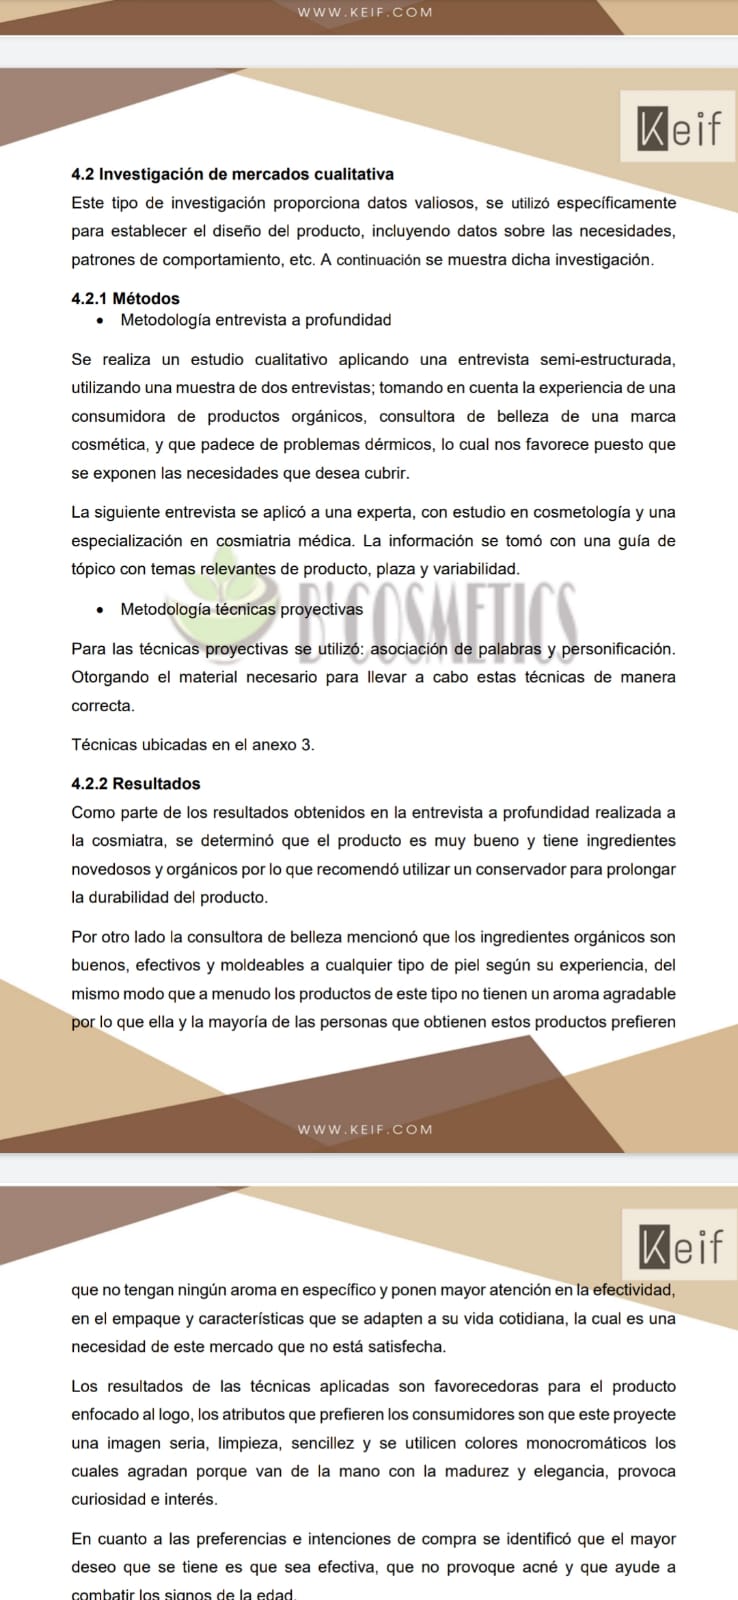 WWW.KEIF.COM
Keif
4.2 Investigación de mercados cualitativa
Este tipo de investigación proporciona datos valiosos, se utilizó específicamente
para establecer el diseño del producto, incluyendo datos sobre las necesidades,
patrones de comportamiento, etc. A continuación se muestra dicha investigación.
4.2.1 Métodos
• Metodología entrevista a profundidad
Se realiza un estudio cualitativo aplicando una entrevista semi-estructurada,
utilizando una muestra de dos entrevistas; tomando en cuenta la experiencia de una
consumidora de productos orgánicos, consultora de belleza de una marca
cosmética, y que padece de problemas dérmicos, lo cual nos favorece puesto que
se exponen las necesidades que desea cubrir.
La siguiente entrevista se aplicó a una experta, con estudio en cosmetología y una
especialización en cosmiatria médica. La información se tomó con una guía de
tópico con temas relevantes de producto, plaza y variabilidad.
B'COSMETICS
• Metodología técnicas proyectivas
Para las técnicas proyectivas se utilizó: asociación de palabras y personificación.
Otorgando el material necesario para llevar a cabo estas técnicas de manera
correcta.
Técnicas ubicadas en el anexo 3.
4.2.2 Resultados
Como parte de los resultados obtenidos en la entrevista a profundidad realizada a
la cosmiatra, se determinó que el producto es muy bueno y tiene ingredientes
novedosos y orgánicos por lo que recomendó utilizar un conservador para prolongar
la durabilidad del producto.
Por otro lado la consultora de belleza mencionó que los ingredientes orgánicos son
buenos, efectivos y moldeables a cualquier tipo de piel según su experiencia, del
mismo modo que a menudo los productos de este tipo no tienen un aroma agradable
por lo que ella y la mayoría de las personas que obtienen estos productos prefieren
WWW.KEIF.COM
Keif
que no tengan ningún aroma en específico y ponen mayor atención en la efectividad,
en el empaque y características que se adapten a su vida cotidiana, la cual es una
necesidad de este mercado que no está satisfecha.
Los resultados de las técnicas aplicadas son favorecedoras para el producto
enfocado al logo, los atributos que prefieren los consumidores son que este proyecte
una imagen seria, limpieza, sencillez y se utilicen colores monocromáticos los
cuales agradan porque van de la mano con la madurez y elegancia, provoca
curiosidad e interés.
En cuanto a las preferencias e intenciones de compra se identificó que el mayor
deseo que se tiene es que sea efectiva, que no provoque acné y que ayude a
combatir los signos de la edad.